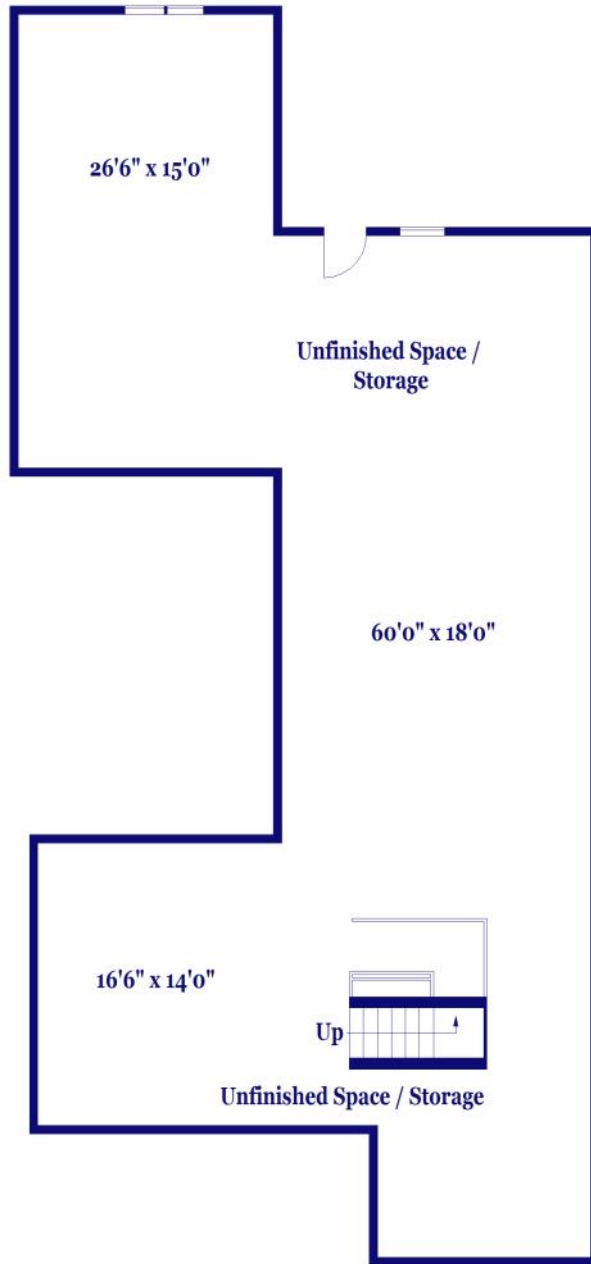 26'6" x 15'0"
Unfinished Space /
Storage
60'0" x 18'0"
16'6" x 14'0"
Up
Unfinished Space / Storage